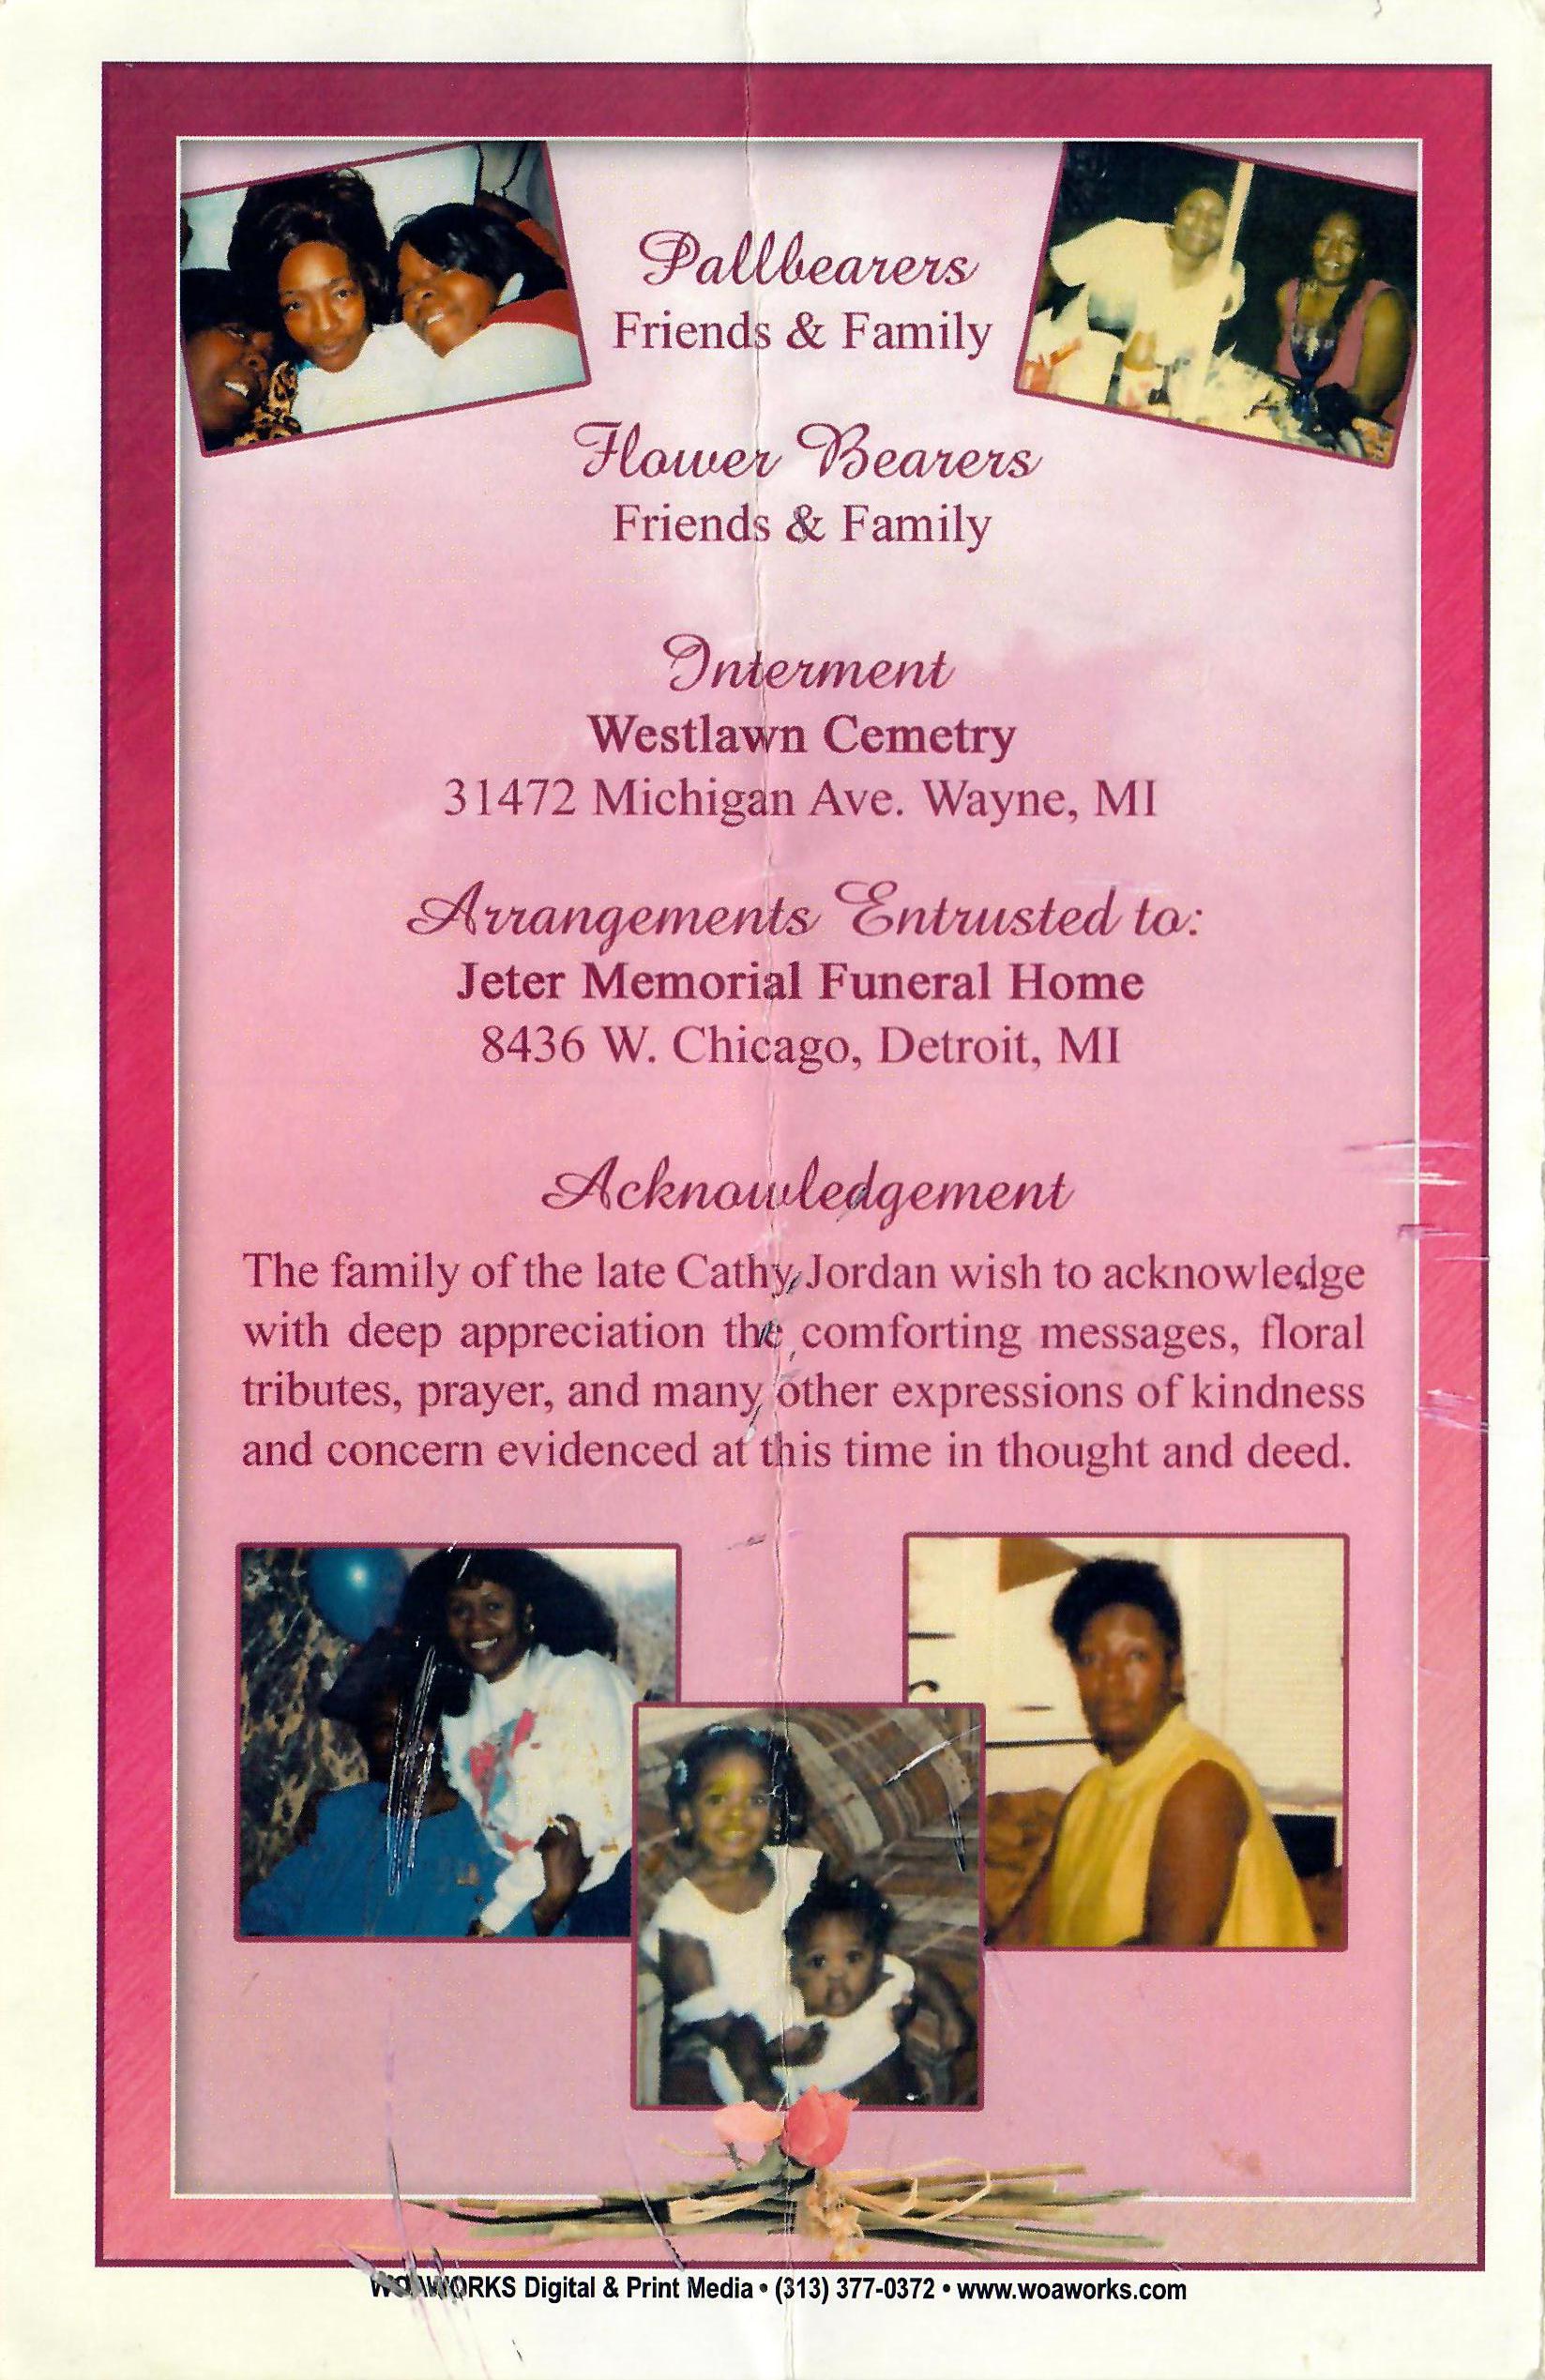 Pallbearers
Friends & Family
Flower Bearers
Friends & Family
Interment
Westlawn Cemetry
31472 Michigan Ave. Wayne, MI
Arrangements Entrusted to:
Jeter Memorial Funeral Home
8436 W. Chicago, Detroit, MI
Acknowledgement
The family of the late Cathy Jordan wish to acknowledge
with deep appreciation the comforting messages, floral
tributes, prayer, and many other expressions of kindness
and concern evidenced at this time in thought and deed.
WOAWORKS Digital & Print Media • (313) 377-0372 • www.woaworks.com